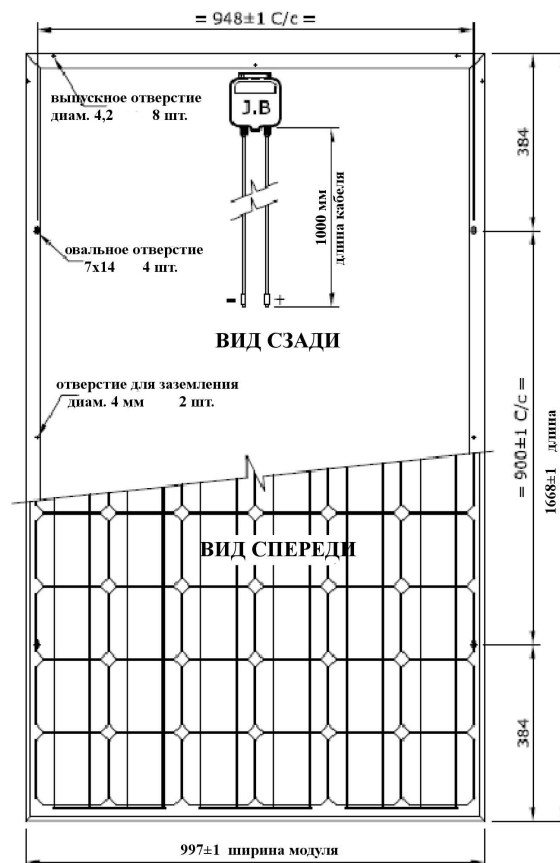 = 948±1 C/c =
выпускное отверстие
диам. 4,2 8 шт.
J.B
384
1000 мм
длина кабеля
овальное отверстие
7x14 4 шт.
- +
ВИД СЗАДИ
отверстие для заземления
диам. 4 мм 2 шт.
= 900±1 C/c =
1668±1 длина
ВИД СПЕРЕДИ
384
997±1 ширина модуля